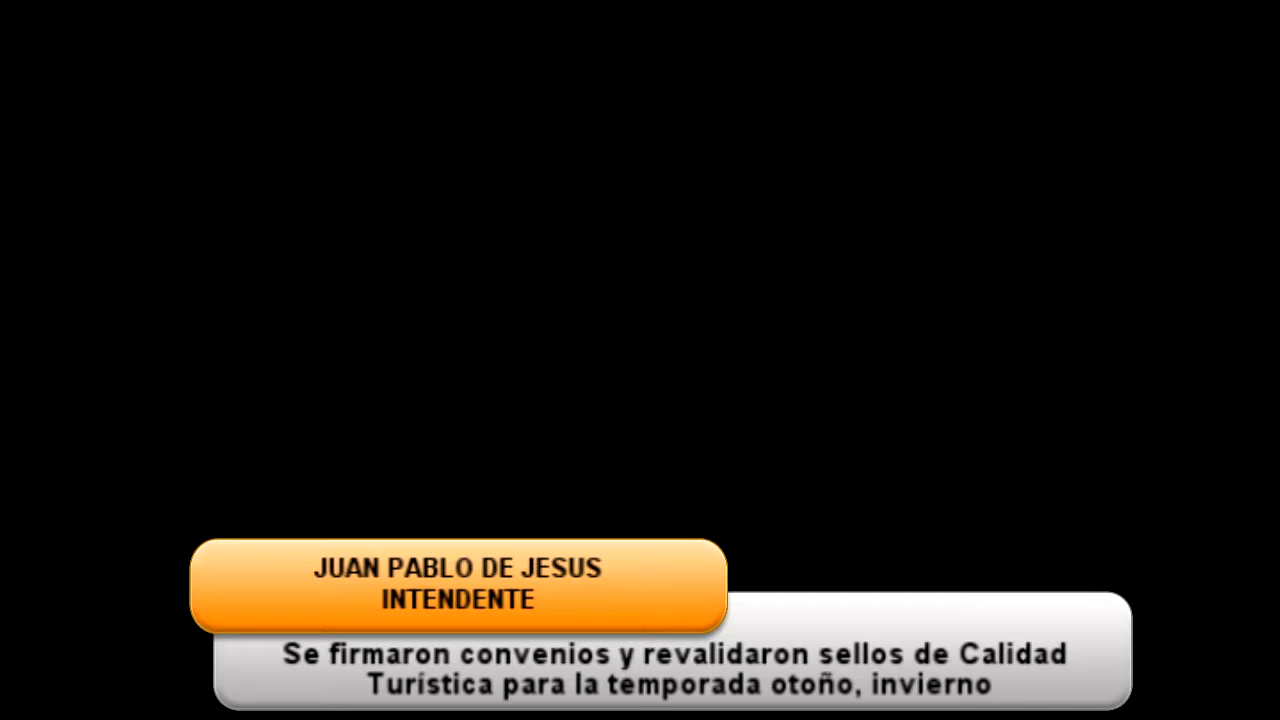 JUAN PABLO DE JESUS
INTENDENTE
Se firmaron convenios y revalidaron sellos de Calidad
Turística para la temporada otoño, invierno